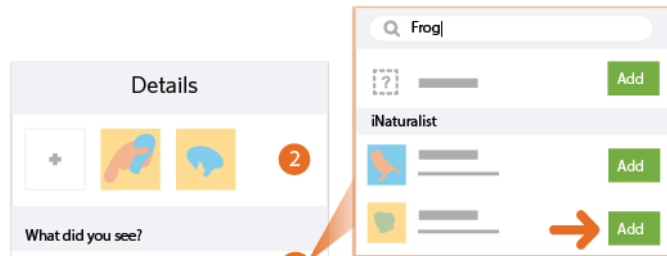 Details
+
2
What did you see?
Frog
? Add
iNaturalist
Add
Add